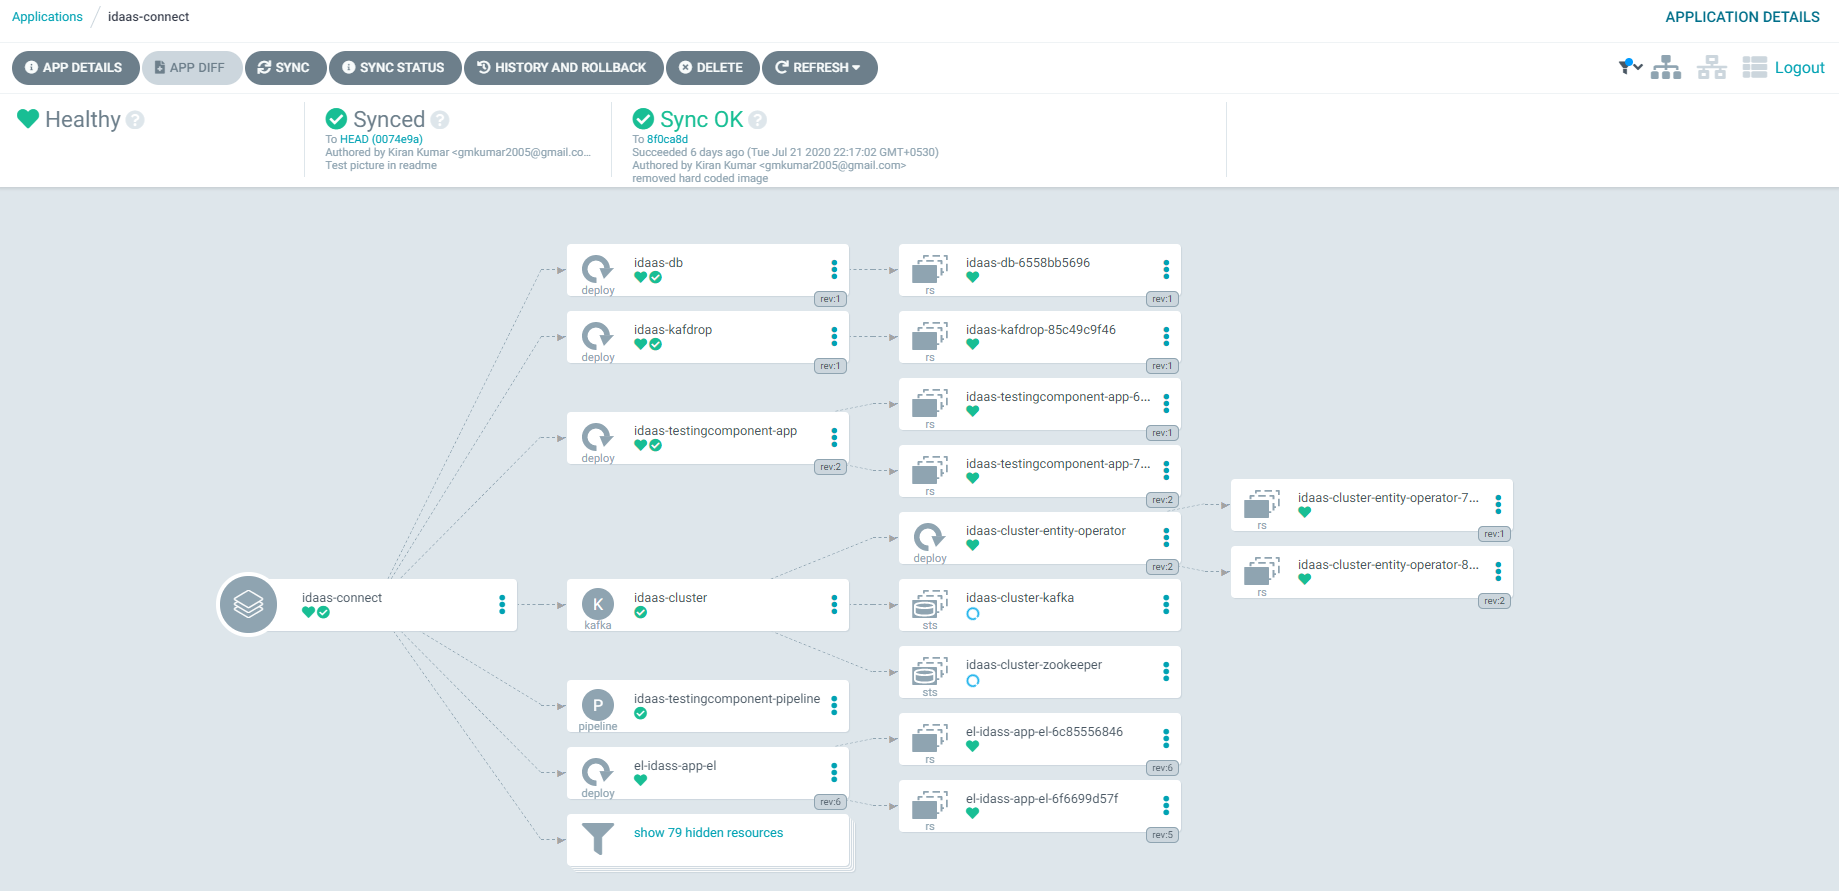 Applications / idaas-connect
APPLICATION DETAILS
APP DETAILS
APP DIFF
SYNC
SYNC STATUS
HISTORY AND ROLLBACK
DELETE
REFRESH
Logout
Healthy
Synced
To HEAD (0074e9a)
Authored by Kiran Kumar <gmkumar2005@gmail.co...
Test picture in readme
Sync OK
To 8f0ca8d
Succeeded 6 days ago (Tue Jul 21 2020 22:17:02 GMT+0530)
Authored by Kiran Kumar <gmkumar2005@gmail.com>
removed hard coded image
idaas-connect
idaas-db
deploy
rev:1
idaas-db-6558bb5696
rs
rev:1
idaas-kafdrop
deploy
rev:1
idaas-kafdrop-85c49c9f46
rs
rev:1
idaas-testingcomponent-app
deploy
rev:2
idaas-testingcomponent-app-6...
rs
rev:1
idaas-testingcomponent-app-7...
rs
rev:2
K
idaas-cluster
kafka
idaas-cluster-entity-operator
deploy
rev:2
idaas-cluster-entity-operator-7...
rs
rev:1
idaas-cluster-entity-operator-8...
rs
rev:2
idaas-cluster-kafka
sts
idaas-cluster-zookeeper
sts
P
idaas-testingcomponent-pipeline
pipeline
el-idass-app-el
deploy
rev:6
el-idass-app-el-6c85556846
rs
rev:6
el-idass-app-el-6f6699d57f
rs
rev:5
show 79 hidden resources